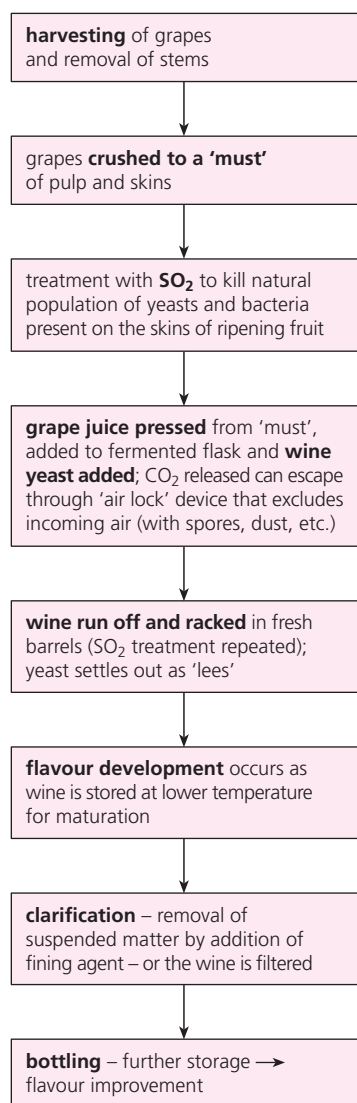 harvesting of grapes
and removal of stems
grapes crushed to a ‘must’
of pulp and skins
treatment with SO₂ to kill natural
population of yeasts and bacteria
present on the skins of ripening fruit
grape juice pressed from ‘must’,
added to fermented flask and wine
yeast added; CO₂ released can escape
through ‘air lock’ device that excludes
incoming air (with spores, dust, etc.)
wine run off and racked in fresh
barrels (SO₂ treatment repeated);
yeast settles out as ‘lees’
flavour development occurs as
wine is stored at lower temperature
for maturation
clarification – removal of
suspended matter by addition of
fining agent – or the wine is filtered
bottling – further storage →
flavour improvement